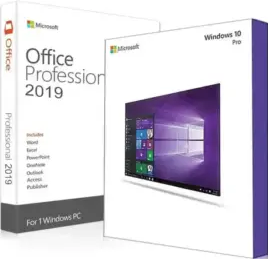 Microsoft
Office
Professional
2019
Includes
Word
Excel
PowerPoint
OneNote
Outlook
Access
Publisher
For 1 Windows PC
Office
Professional 2019
Microsoft
Windows 10
Pro